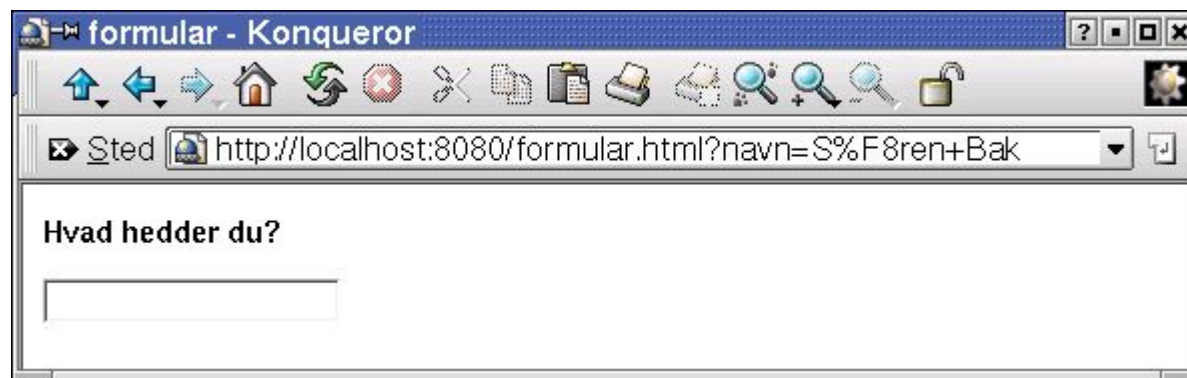 formular - Konqueror
Sted http://localhost:8080/formular.html?navn=S%F8ren+Bak
Hvad hedder du?